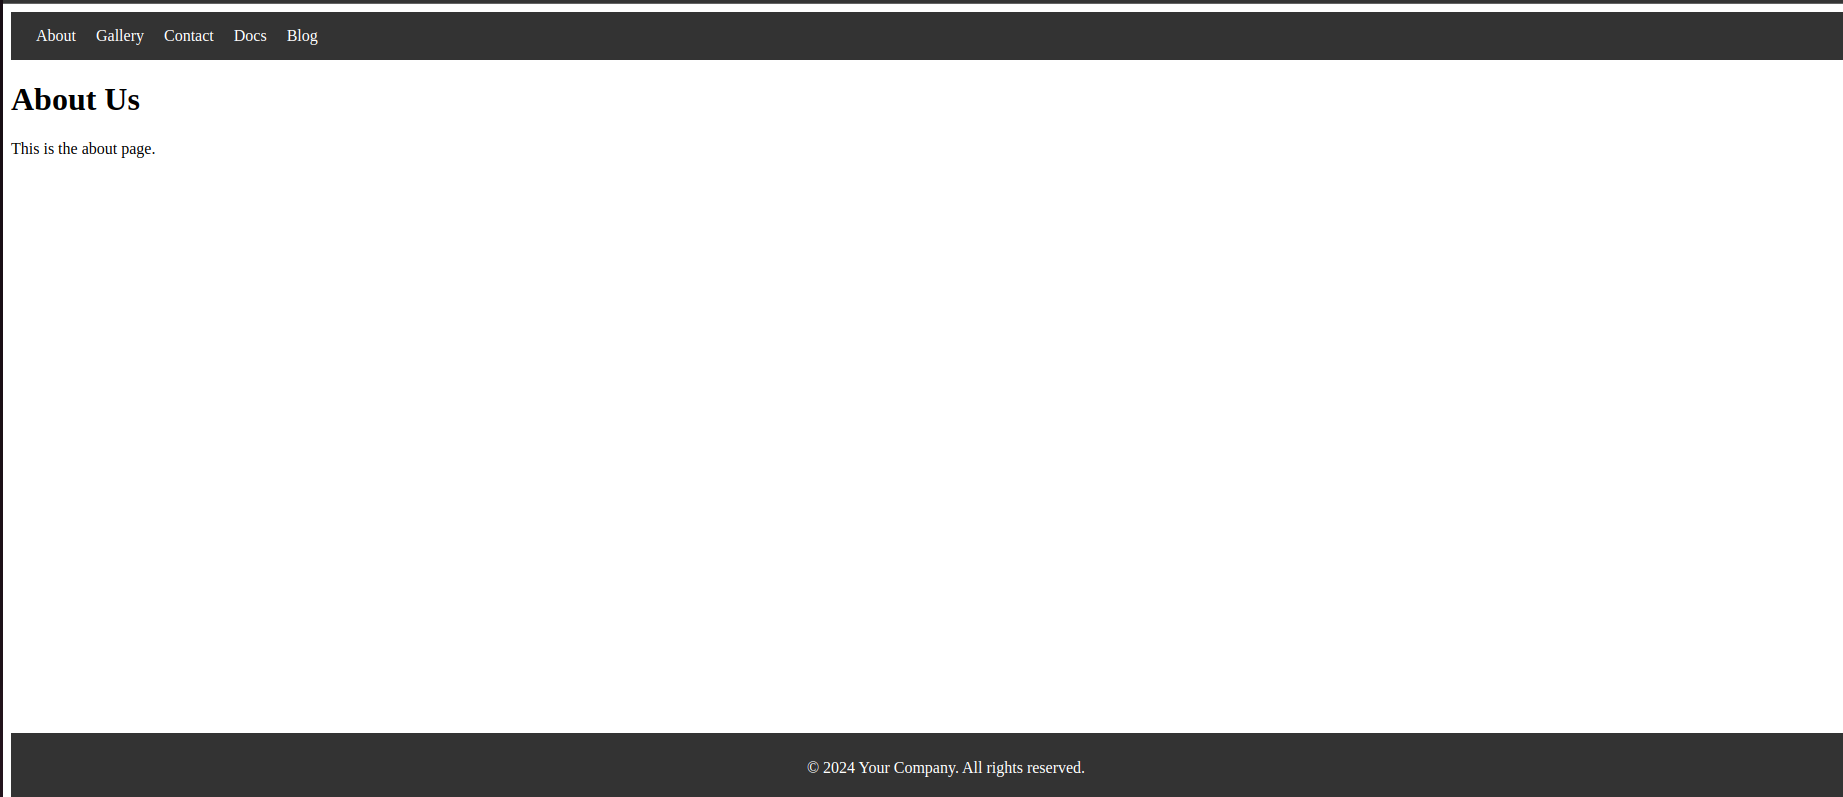 About Gallery Contact Docs Blog
About Us
This is the about page.
© 2024 Your Company. All rights reserved.